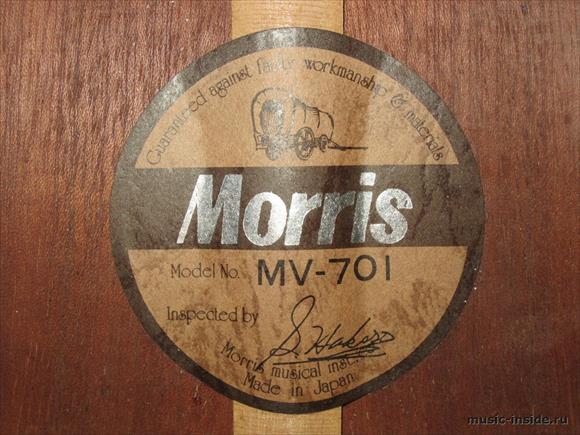 Guaranteed against faulty workmanship & materials
Morris
Model No. MV-701
Inspected by
Morris musical inst.
Made in Japan
music-inside.ru